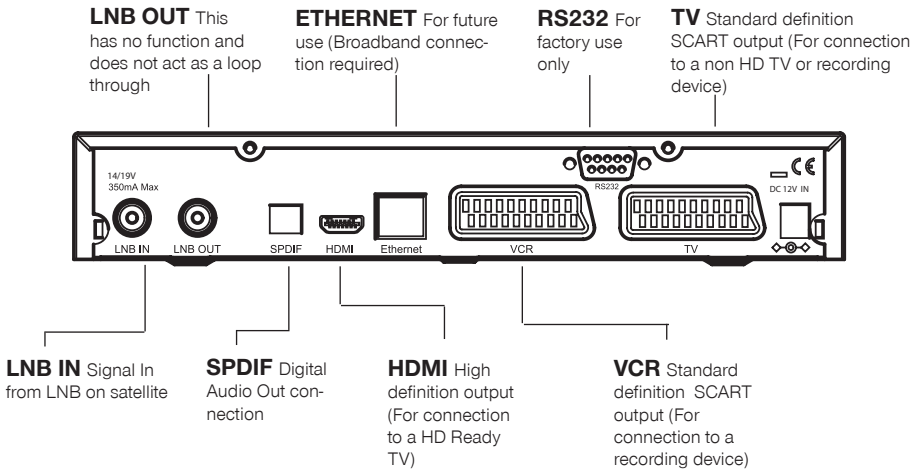 LNB OUT This
has no function and
does not act as a loop
through
ETHERNET For future
use (Broadband connec-
tion required)
RS232 For
factory use
only
TV Standard definition
SCART output (For connection
to a non HD TV or recording
device)
14/19V
350mA Max
LNB IN
LNB OUT
SPDIF
HDMI
Ethernet
VCR
RS232
TV
CE
DC 12V IN
LNB IN Signal In
from LNB on satellite
SPDIF Digital
Audio Out con-
nection
HDMI High
definition output
(For connection
to a HD Ready
TV)
VCR Standard
definition SCART
output (For
connection to a
recording device)